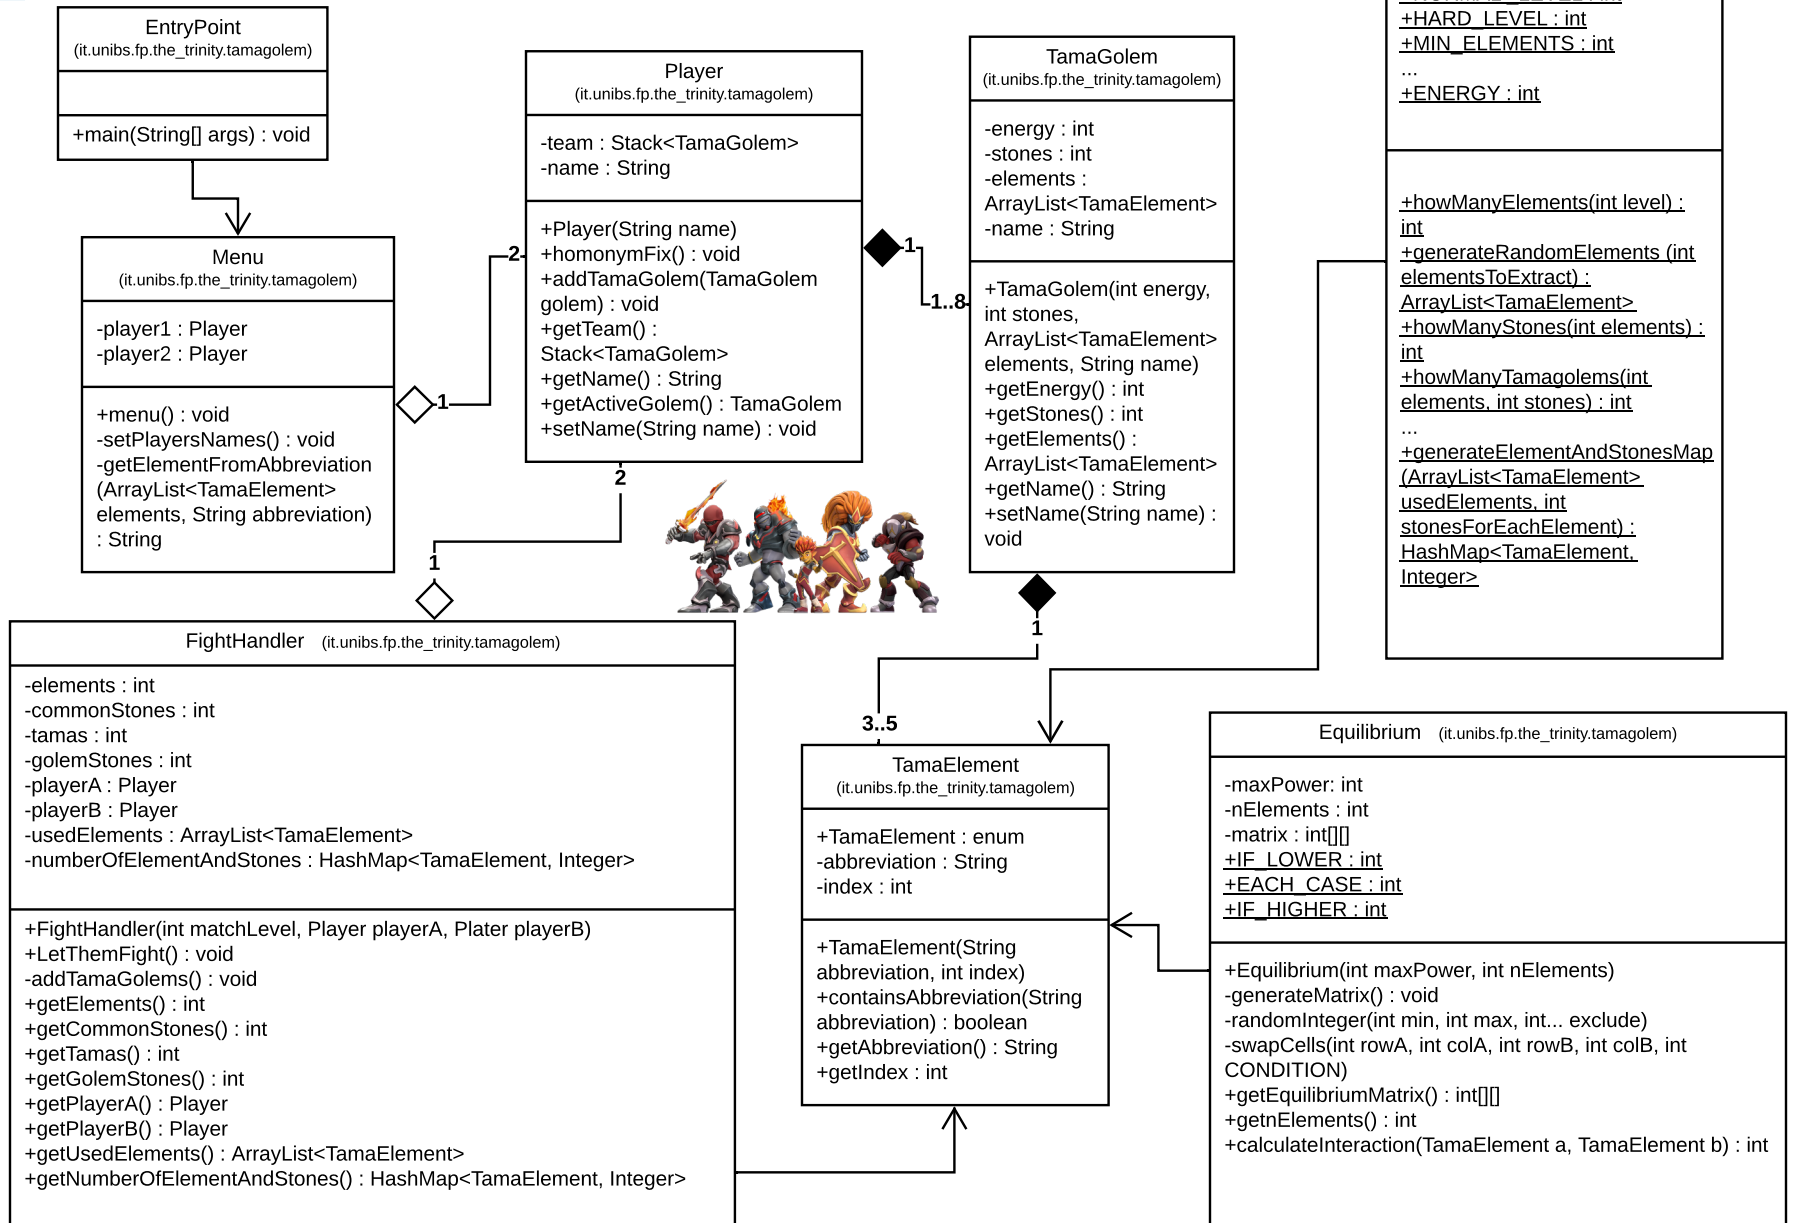 EntryPoint
(it.unibs.fp.the_trinity.tamagolem)
+main(String[] args) : void
Menu
(it.unibs.fp.the_trinity.tamagolem)
-player1 : Player
-player2 : Player
+menu() : void
-setPlayersNames() : void
-getElementFromAbbreviation
(ArrayList<TamaElement>
elements, String abbreviation)
: String
1
2
Player
(it.unibs.fp.the_trinity.tamagolem)
-team : Stack<TamaGolem>
-name : String
+Player(String name)
+homonymFix() : void
+addTamaGolem(TamaGolem
golem) : void
+getTeam() :
Stack<TamaGolem>
+getName() : String
+getActiveGolem() : TamaGolem
+setName(String name) : void
2
1
1
1..8
TamaGolem
(it.unibs.fp.the_trinity.tamagolem)
-energy : int
-stones : int
-elements :
ArrayList<TamaElement>
-name : String
+TamaGolem(int energy,
int stones,
ArrayList<TamaElement>
elements, String name)
+getEnergy() : int
+getStones() : int
+getElements() :
ArrayList<TamaElement>
+getName() : String
+setName(String name) :
void
1
3..5
+HARD_LEVEL : int
+MIN_ELEMENTS : int
...
+ENERGY : int
+howManyElements(int level) :
int
+generateRandomElements (int
elementsToExtract) :
ArrayList<TamaElement>
+howManyStones(int elements) :
int
+howManyTamagolems(int
elements, int stones) : int
...
+generateElementAndStonesMap
(ArrayList<TamaElement>
usedElements, int
stonesForEachElement) :
HashMap<TamaElement,
Integer>
FightHandler (it.unibs.fp.the_trinity.tamagolem)
-elements : int
-commonStones : int
-tamas : int
-golemStones : int
-playerA : Player
-playerB : Player
-usedElements : ArrayList<TamaElement>
-numberOfElementAndStones : HashMap<TamaElement, Integer>
+FightHandler(int matchLevel, Player playerA, Plater playerB)
+LetThemFight() : void
-addTamaGolems() : void
+getElements() : int
+getCommonStones() : int
+getTamas() : int
+getGolemStones() : int
+getPlayerA() : Player
+getPlayerB() : Player
+getUsedElements() : ArrayList<TamaElement>
+getNumberOfElementAndStones() : HashMap<TamaElement, Integer>
TamaElement
(it.unibs.fp.the_trinity.tamagolem)
+TamaElement : enum
-abbreviation : String
-index : int
+TamaElement(String
abbreviation, int index)
+containsAbbreviation(String
abbreviation) : boolean
+getAbbreviation() : String
+getIndex : int
Equilibrium (it.unibs.fp.the_trinity.tamagolem)
-maxPower: int
-nElements : int
-matrix : int[][]
+IF_LOWER : int
+EACH_CASE : int
+IF_HIGHER : int
+Equilibrium(int maxPower, int nElements)
-generateMatrix() : void
-randomInteger(int min, int max, int... exclude)
-swapCells(int rowA, int colA, int rowB, int colB, int
CONDITION)
+getEquilibriumMatrix() : int[][]
+getnElements() : int
+calculateInteraction(TamaElement a, TamaElement b) : int